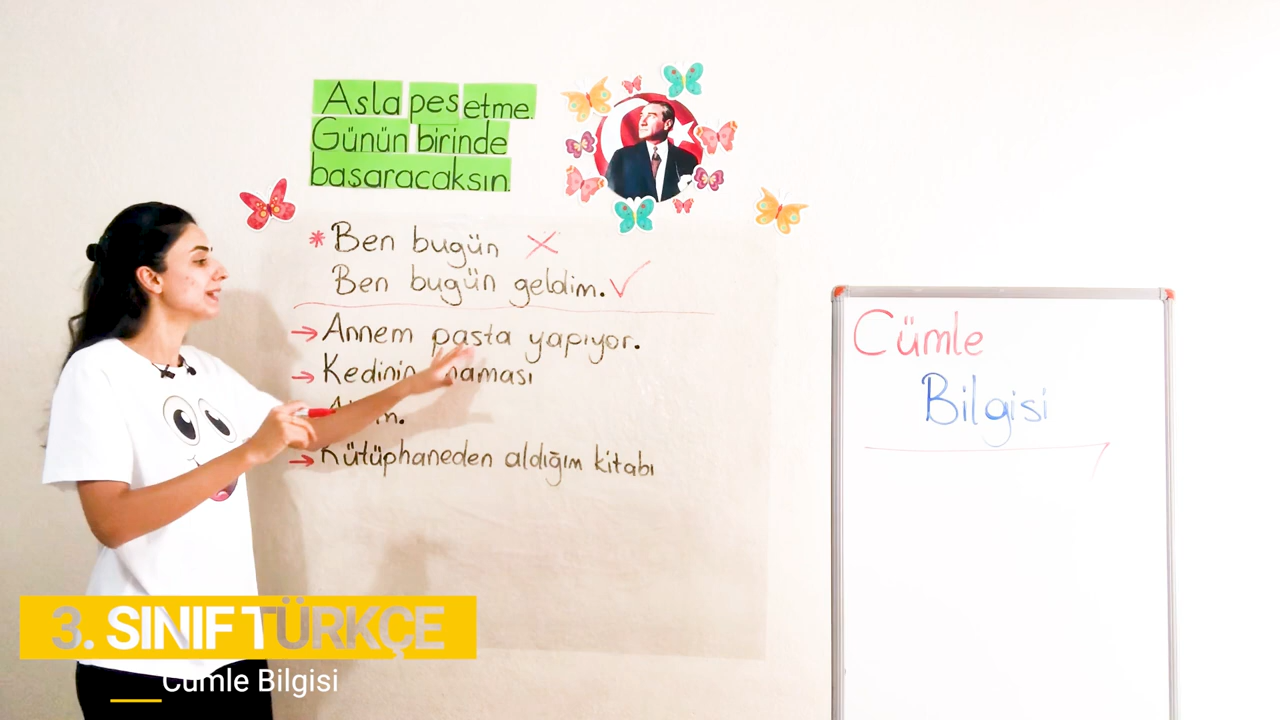 Asla pes etme.
Günün birinde
başaracaksın.
* Ben bugün X
Ben bugün geldim. ✓
→ Annem pasta yapıyor.
→ Kedinin maması
→ Kütüphaneden aldığım kitabı
Cümle
Bilgisi
3. SINIF TÜRKÇE
Cümle Bilgisi